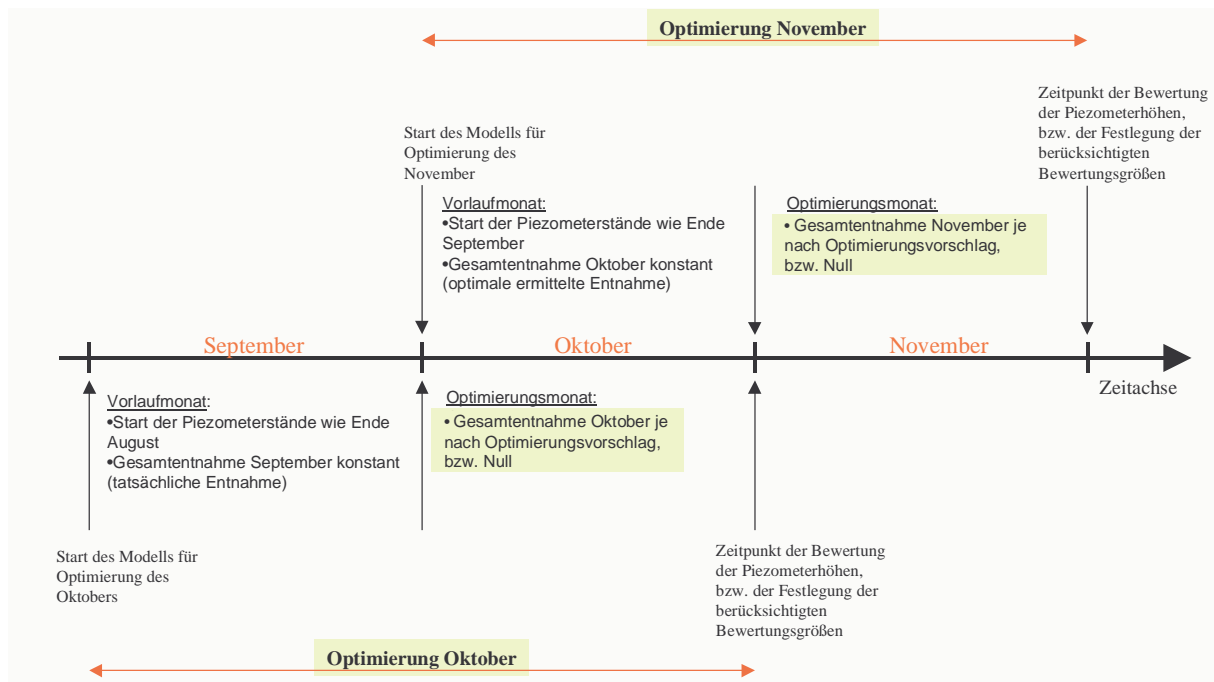 Optimierung November
Zeitpunkt der Bewertung
der Piezometerhöhen,
bzw. der Festlegung der
berücksichtigten
Bewertungsgrößen
Start des Modells für
Optimierung des
November
Vorlaufmonat:
•Start der Piezometerstände wie Ende
September
•Gesamtentnahme Oktober konstant
(optimale ermittelte Entnahme)
Optimierungsmonat:
• Gesamtentnahme November je
nach Optimierungsvorschlag,
bzw. Null
September
Oktober
November
Zeitachse
Vorlaufmonat:
•Start der Piezometerstände wie Ende
August
•Gesamtentnahme September konstant
(tatsächliche Entnahme)
Optimierungsmonat:
• Gesamtentnahme Oktober je
nach Optimierungsvorschlag,
bzw. Null
Start des Modells für
Optimierung des
Oktobers
Zeitpunkt der Bewertung
der Piezometerhöhen,
bzw. der Festlegung der
berücksichtigten
Bewertungsgrößen
Optimierung Oktober